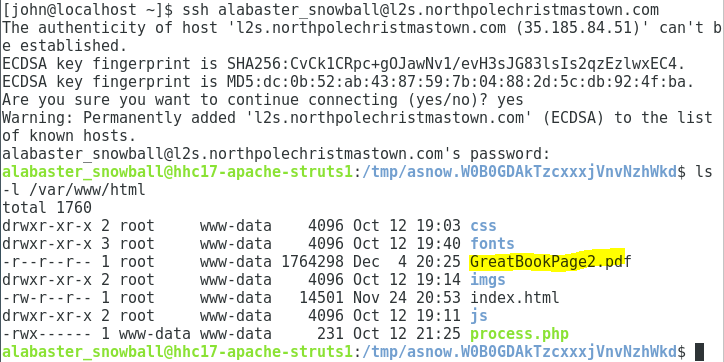 [john@localhost ~]$ ssh alabaster_snowball@l2s.northpolechristmastown.com
The authenticity of host 'l2s.northpolechristmastown.com (35.185.84.51)' can't b
e established.
ECDSA key fingerprint is SHA256:CvCk1CRpc+gOJawNv1/evH3sJG83lsIs2qzEzlwxEC4.
ECDSA key fingerprint is MD5:dc:0b:52:ab:43:87:59:7b:04:88:2d:5c:db:92:4f:ba.
Are you sure you want to continue connecting (yes/no)? yes
Warning: Permanently added 'l2s.northpolechristmastown.com' (ECDSA) to the list
of known hosts.
alabaster_snowball@l2s.northpolechristmastown.com's password:
alabaster_snowball@hhc17-apache-struts1:/tmp/asnow.W0B0GDAkTzcxxxjVnvNzhWkd$ ls
-l /var/www/html
total 1760
drwxr-xr-x 2 root     www-data    4096 Oct 12 19:03 css
drwxr-xr-x 3 root     www-data    4096 Oct 12 19:40 fonts
-r--r--r-- 1 root     www-data 1764298 Dec  4 20:25 GreatBookPage2.pdf
drwxr-xr-x 2 root     www-data    4096 Oct 12 19:14 imgs
-rw-r--r-- 1 root     www-data   14501 Nov 24 20:53 index.html
drwxr-xr-x 2 root     www-data    4096 Oct 12 19:11 js
-rwx------ 1 www-data www-data     231 Oct 12 21:25 process.php
alabaster_snowball@hhc17-apache-struts1:/tmp/asnow.W0B0GDAkTzcxxxjVnvNzhWkd$